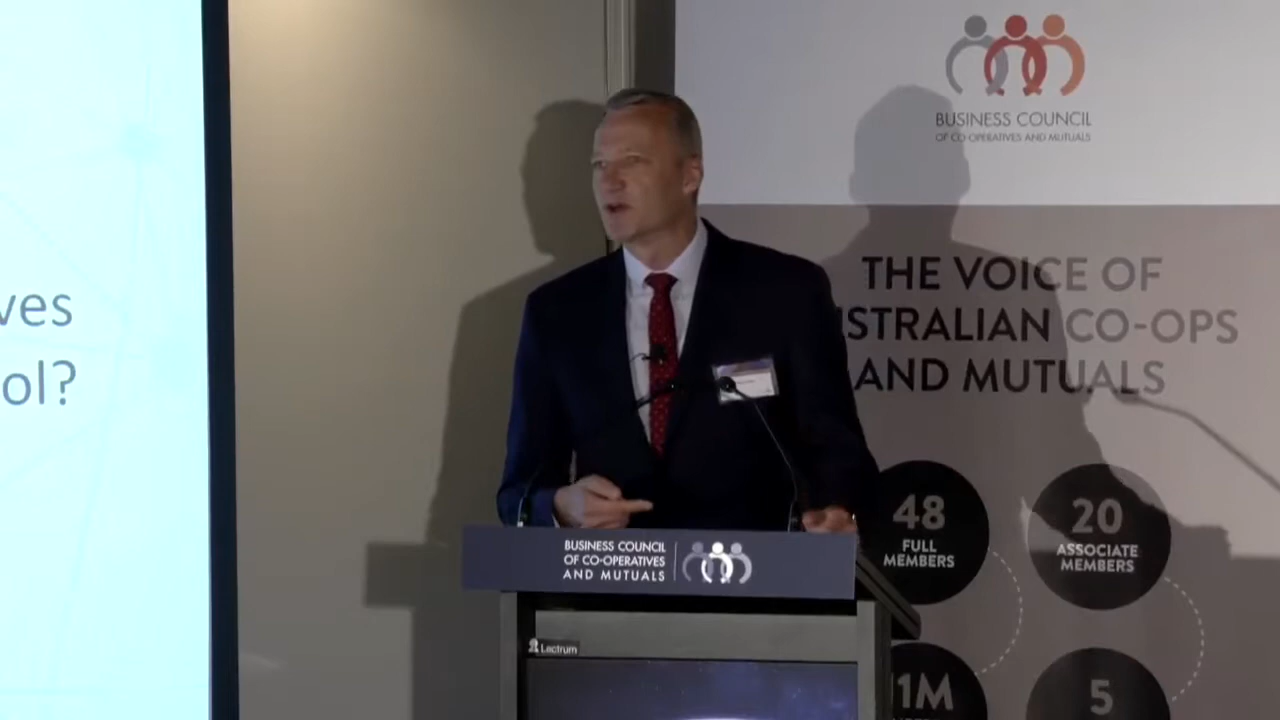 ves
ol?
BUSINESS COUNCIL
OF CO-OPERATIVES AND MUTUALS
THE VOICE OF
STRALIAN CO-OPS
AND MUTUALS
48
FULL
MEMBERS
20
ASSOCIATE
MEMBERS
1M
5
BUSINESS COUNCIL
OF CO-OPERATIVES
AND MUTUALS
Lectrum